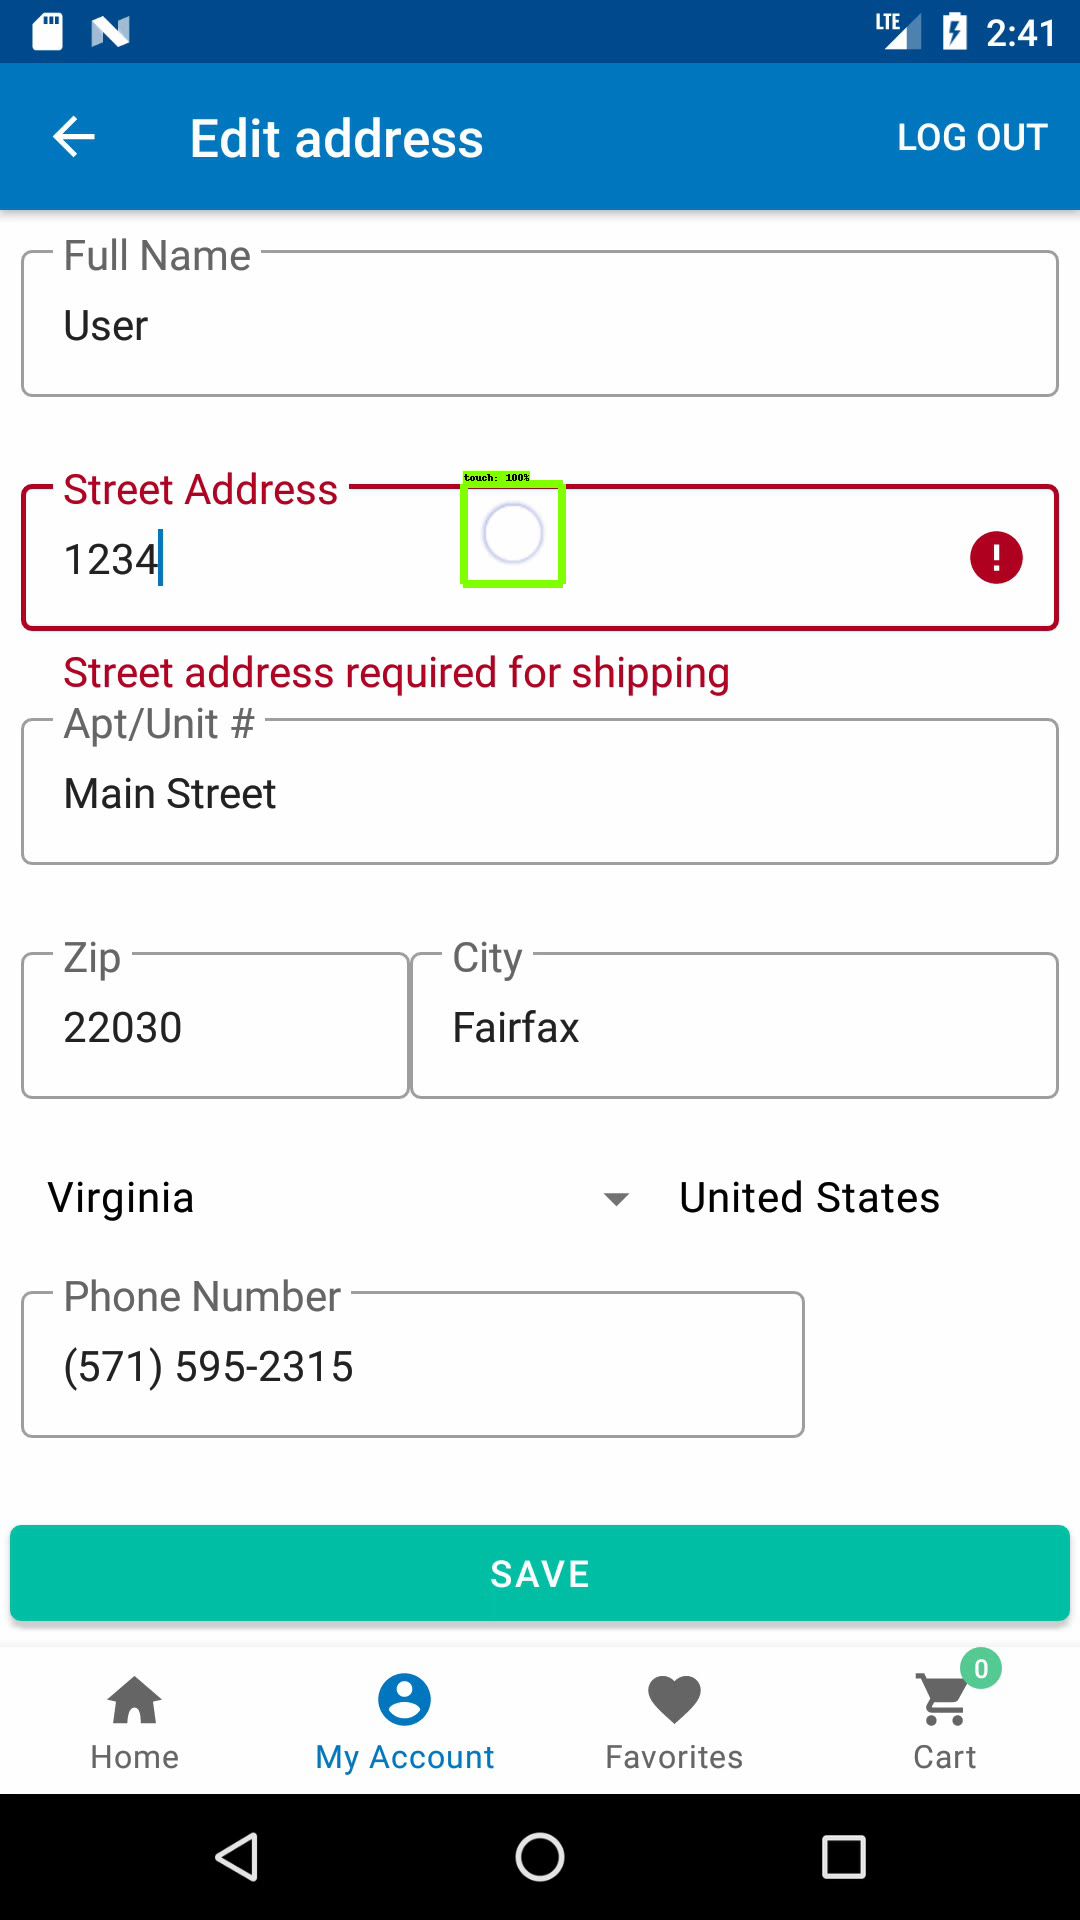 LTE 2:41
Edit address LOG OUT
Full Name
User
touch: 100%
Street Address
1234
Street address required for shipping
Apt/Unit #
Main Street
Zip City
22030 Fairfax
Virginia United States
Phone Number
(571) 595-2315
SAVE
0
Home My Account Favorites Cart